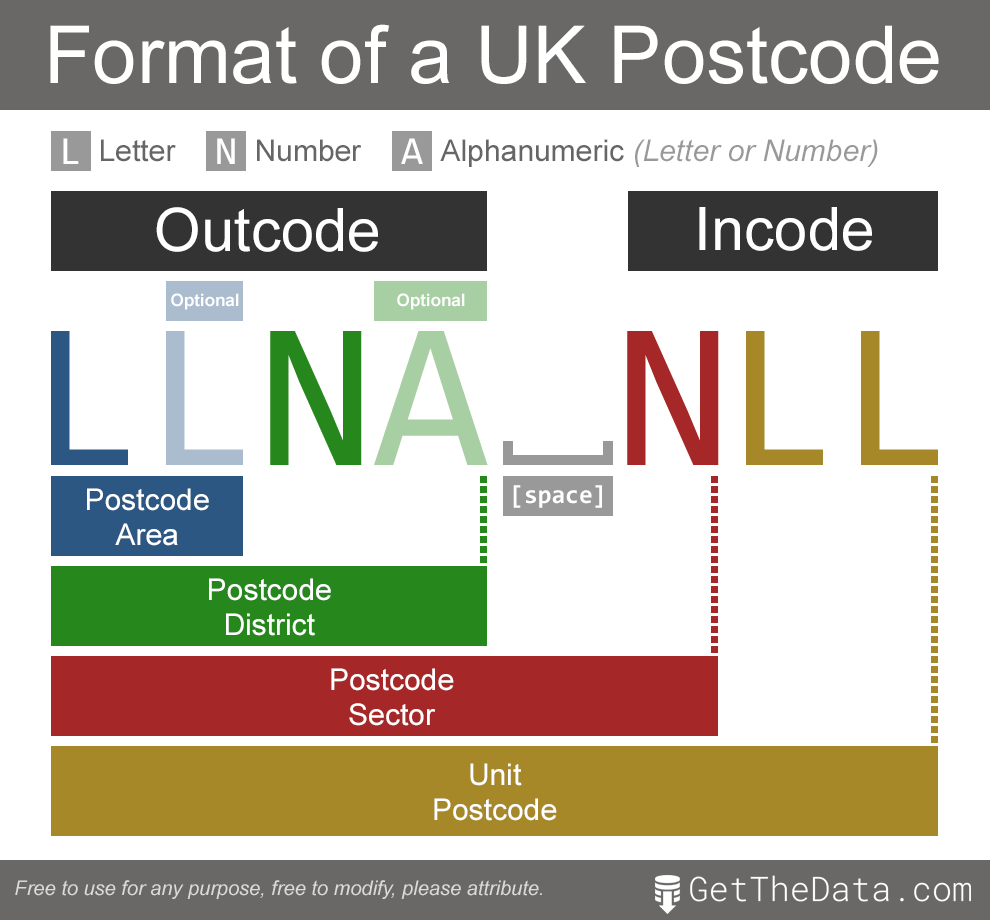 Format of a UK Postcode
L Letter N Number A Alphanumeric (Letter or Number)
Outcode Incode
Optional Optional
L L N A N L L
[space]
Postcode
Area
Postcode
District
Postcode
Sector
Unit
Postcode
Free to use for any purpose, free to modify, please attribute.
GetTheData.com